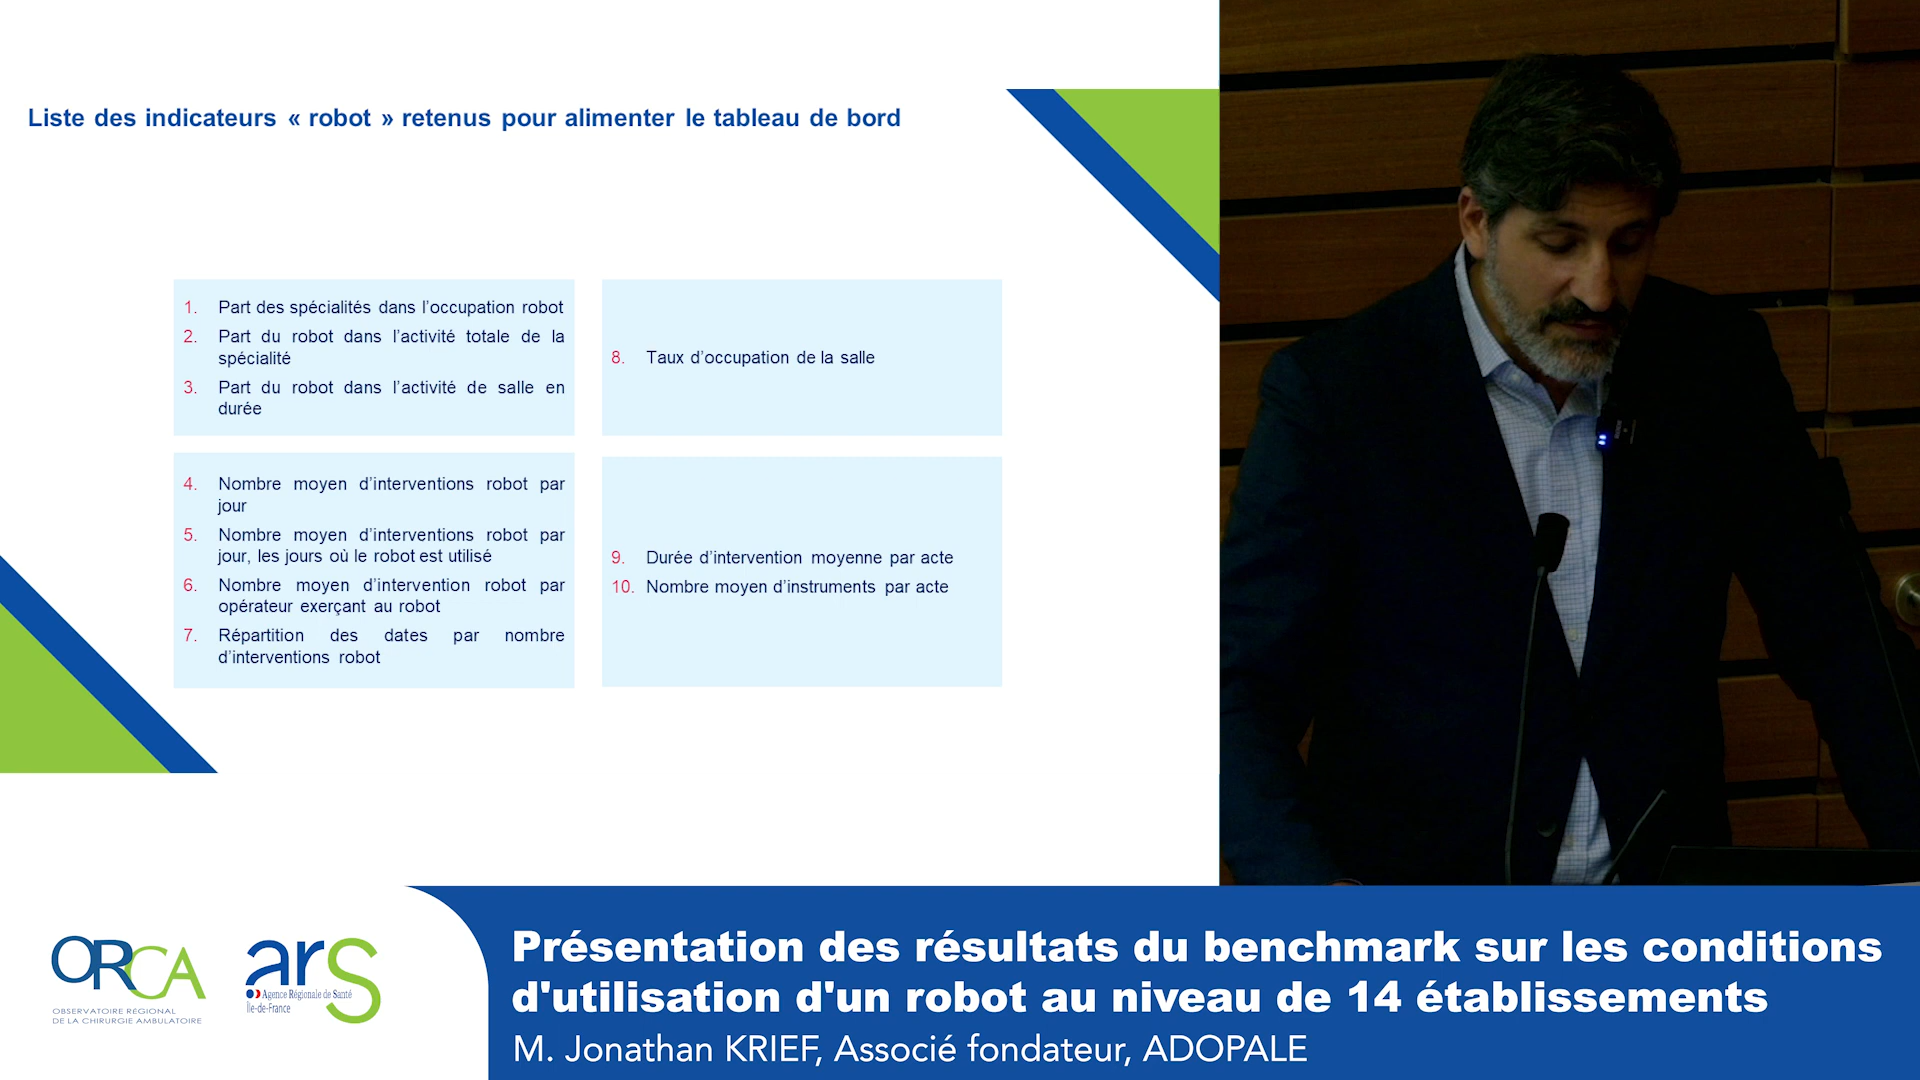 Liste des indicateurs « robot » retenus pour alimenter le tableau de bord
1. Part des spécialités dans l’occupation robot
2. Part du robot dans l’activité totale de la
spécialité
3. Part du robot dans l’activité de salle en
durée
4. Nombre moyen d’interventions robot par
jour
5. Nombre moyen d’interventions robot par
jour, les jours où le robot est utilisé
6. Nombre moyen d’intervention robot par
opérateur exerçant au robot
7. Répartition des dates par nombre
d’interventions robot
8. Taux d’occupation de la salle
9. Durée d’intervention moyenne par acte
10. Nombre moyen d’instruments par acte
ORCA
OBSERVATOIRE RÉGIONAL
DE LA CHIRURGIE AMBULATOIRE
ars
Agence Régionale de Santé
Île-de-France
Présentation des résultats du benchmark sur les conditions
d'utilisation d'un robot au niveau de 14 établissements
M. Jonathan KRIEF, Associé fondateur, ADOPALE